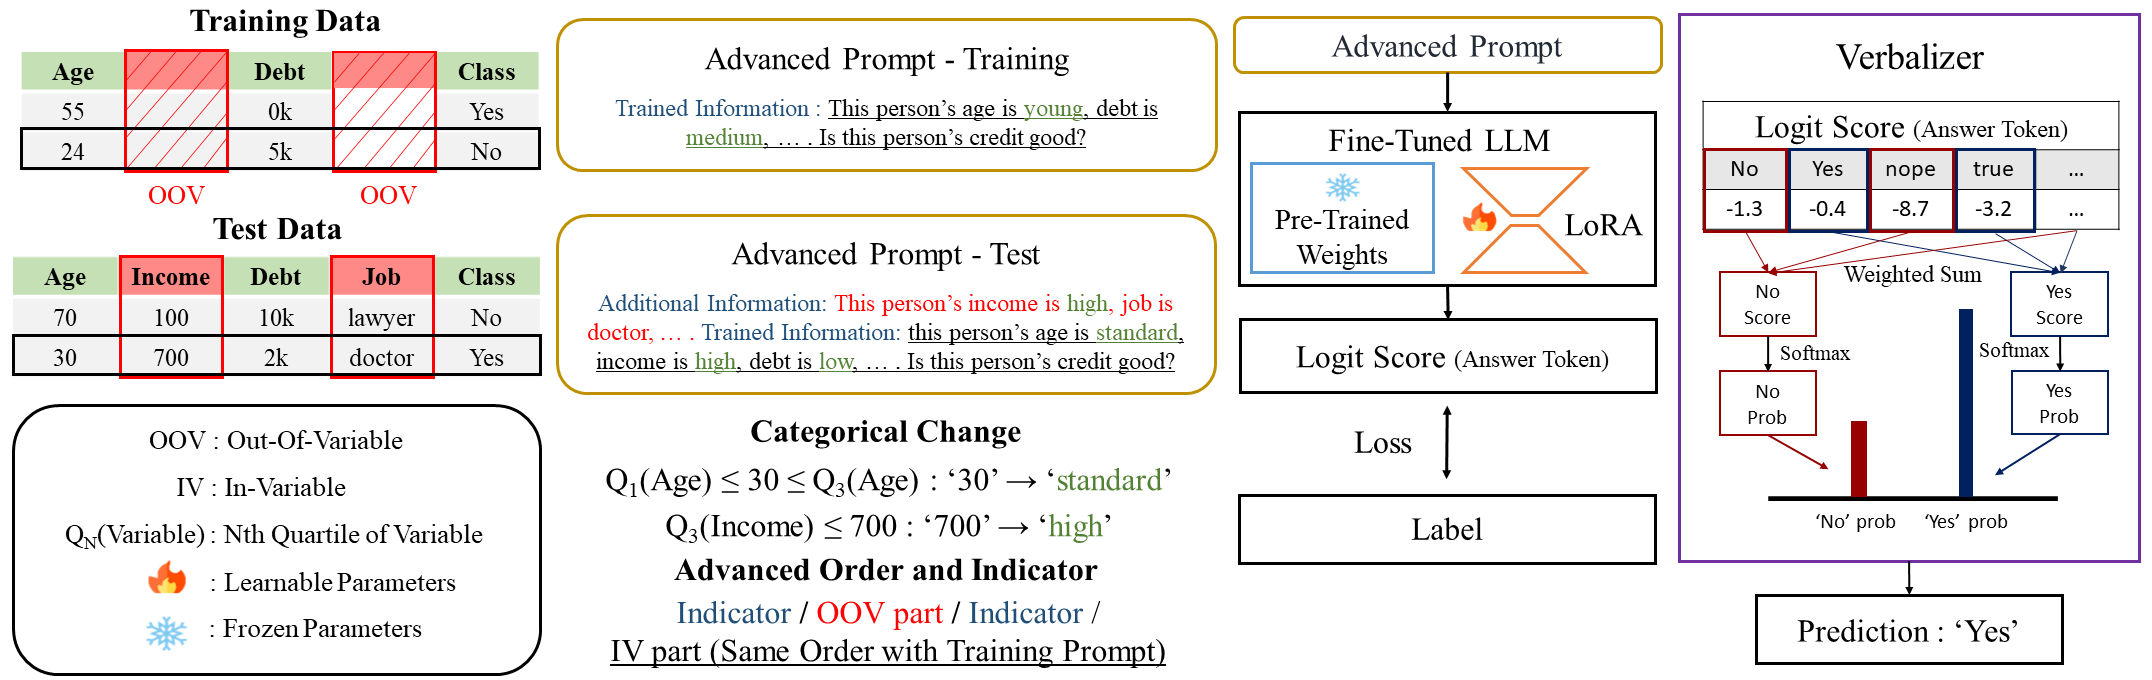 Training Data
Age Debt Class
55 0k Yes
24 5k No
OOV OOV
Test Data
Age Income Debt Job Class
70 100 10k lawyer No
30 700 2k doctor Yes
OOV : Out-Of-Variable
IV : In-Variable
QN(Variable) : Nth Quartile of Variable
: Learnable Parameters
: Frozen Parameters
Advanced Prompt - Training
Trained Information : This person's age is young, debt is
medium, … . Is this person's credit good?
Advanced Prompt - Test
Additional Information: This person's income is high, job is
doctor, … . Trained Information: this person's age is standard,
income is high, debt is low, … . Is this person's credit good?
Categorical Change
Q1(Age) ≤ 30 ≤ Q3(Age) : ‘30’ → ‘standard’
Q3(Income) ≤ 700 : ‘700’ → ‘high’
Advanced Order and Indicator
Indicator / OOV part / Indicator /
IV part (Same Order with Training Prompt)
Advanced Prompt
Fine-Tuned LLM
Pre-Trained
Weights
LoRA
Logit Score (Answer Token)
Loss
Label
Verbalizer
Logit Score (Answer Token)
No Yes nope true ...
-1.3 -0.4 -8.7 -3.2 ...
Weighted Sum
No
Score
Yes
Score
Softmax Softmax
No
Prob
Yes
Prob
‘No’ prob ‘Yes’ prob
Prediction : ‘Yes’